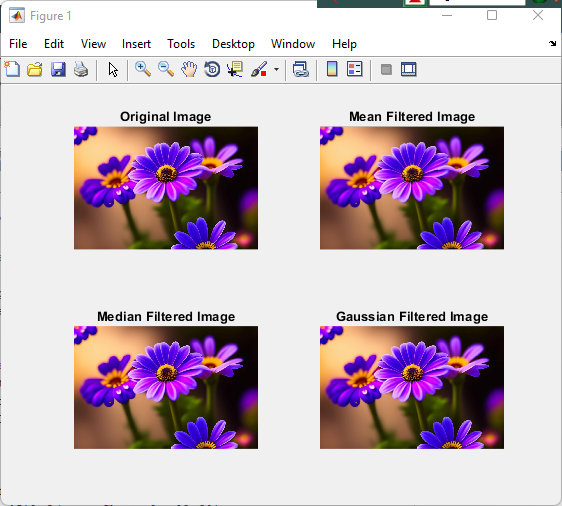 Figure 1
File Edit View Insert Tools Desktop Window Help
Original Image
Mean Filtered Image
Median Filtered Image
Gaussian Filtered Image